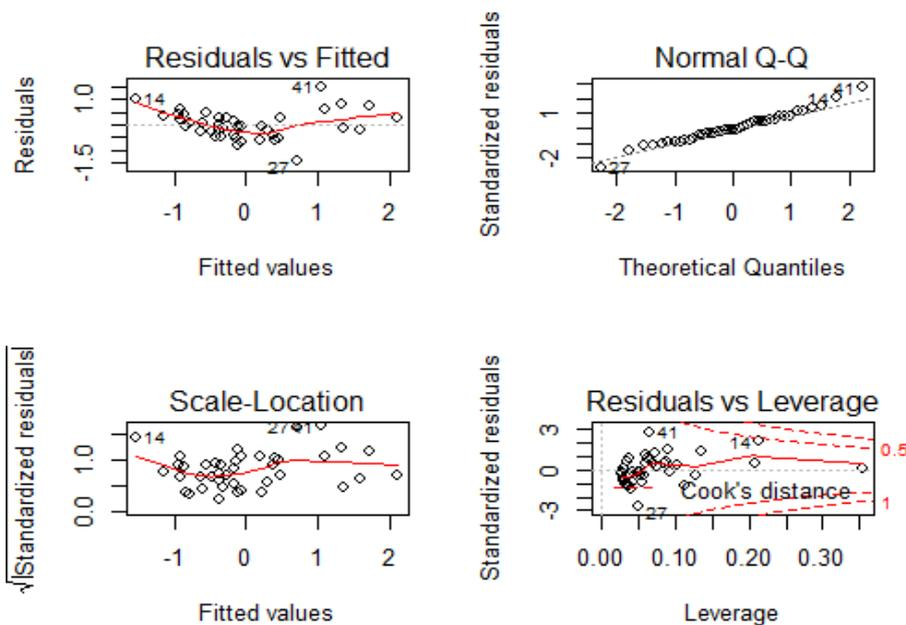 Residuals vs Fitted
Residuals
1.0
-1.5
14
41
27
-1 0 1 2
Fitted values
Normal Q-Q
Standardized residuals
1
-2
14
41
27
-2 -1 0 1 2
Theoretical Quantiles
Scale-Location
√|Standardized residuals|
1.0
0.0
14
27
41
-1 0 1 2
Fitted values
Residuals vs Leverage
Standardized residuals
3
0
-3
41
14
27
Cook's distance
0.5
1
0.00 0.10 0.20 0.30
Leverage